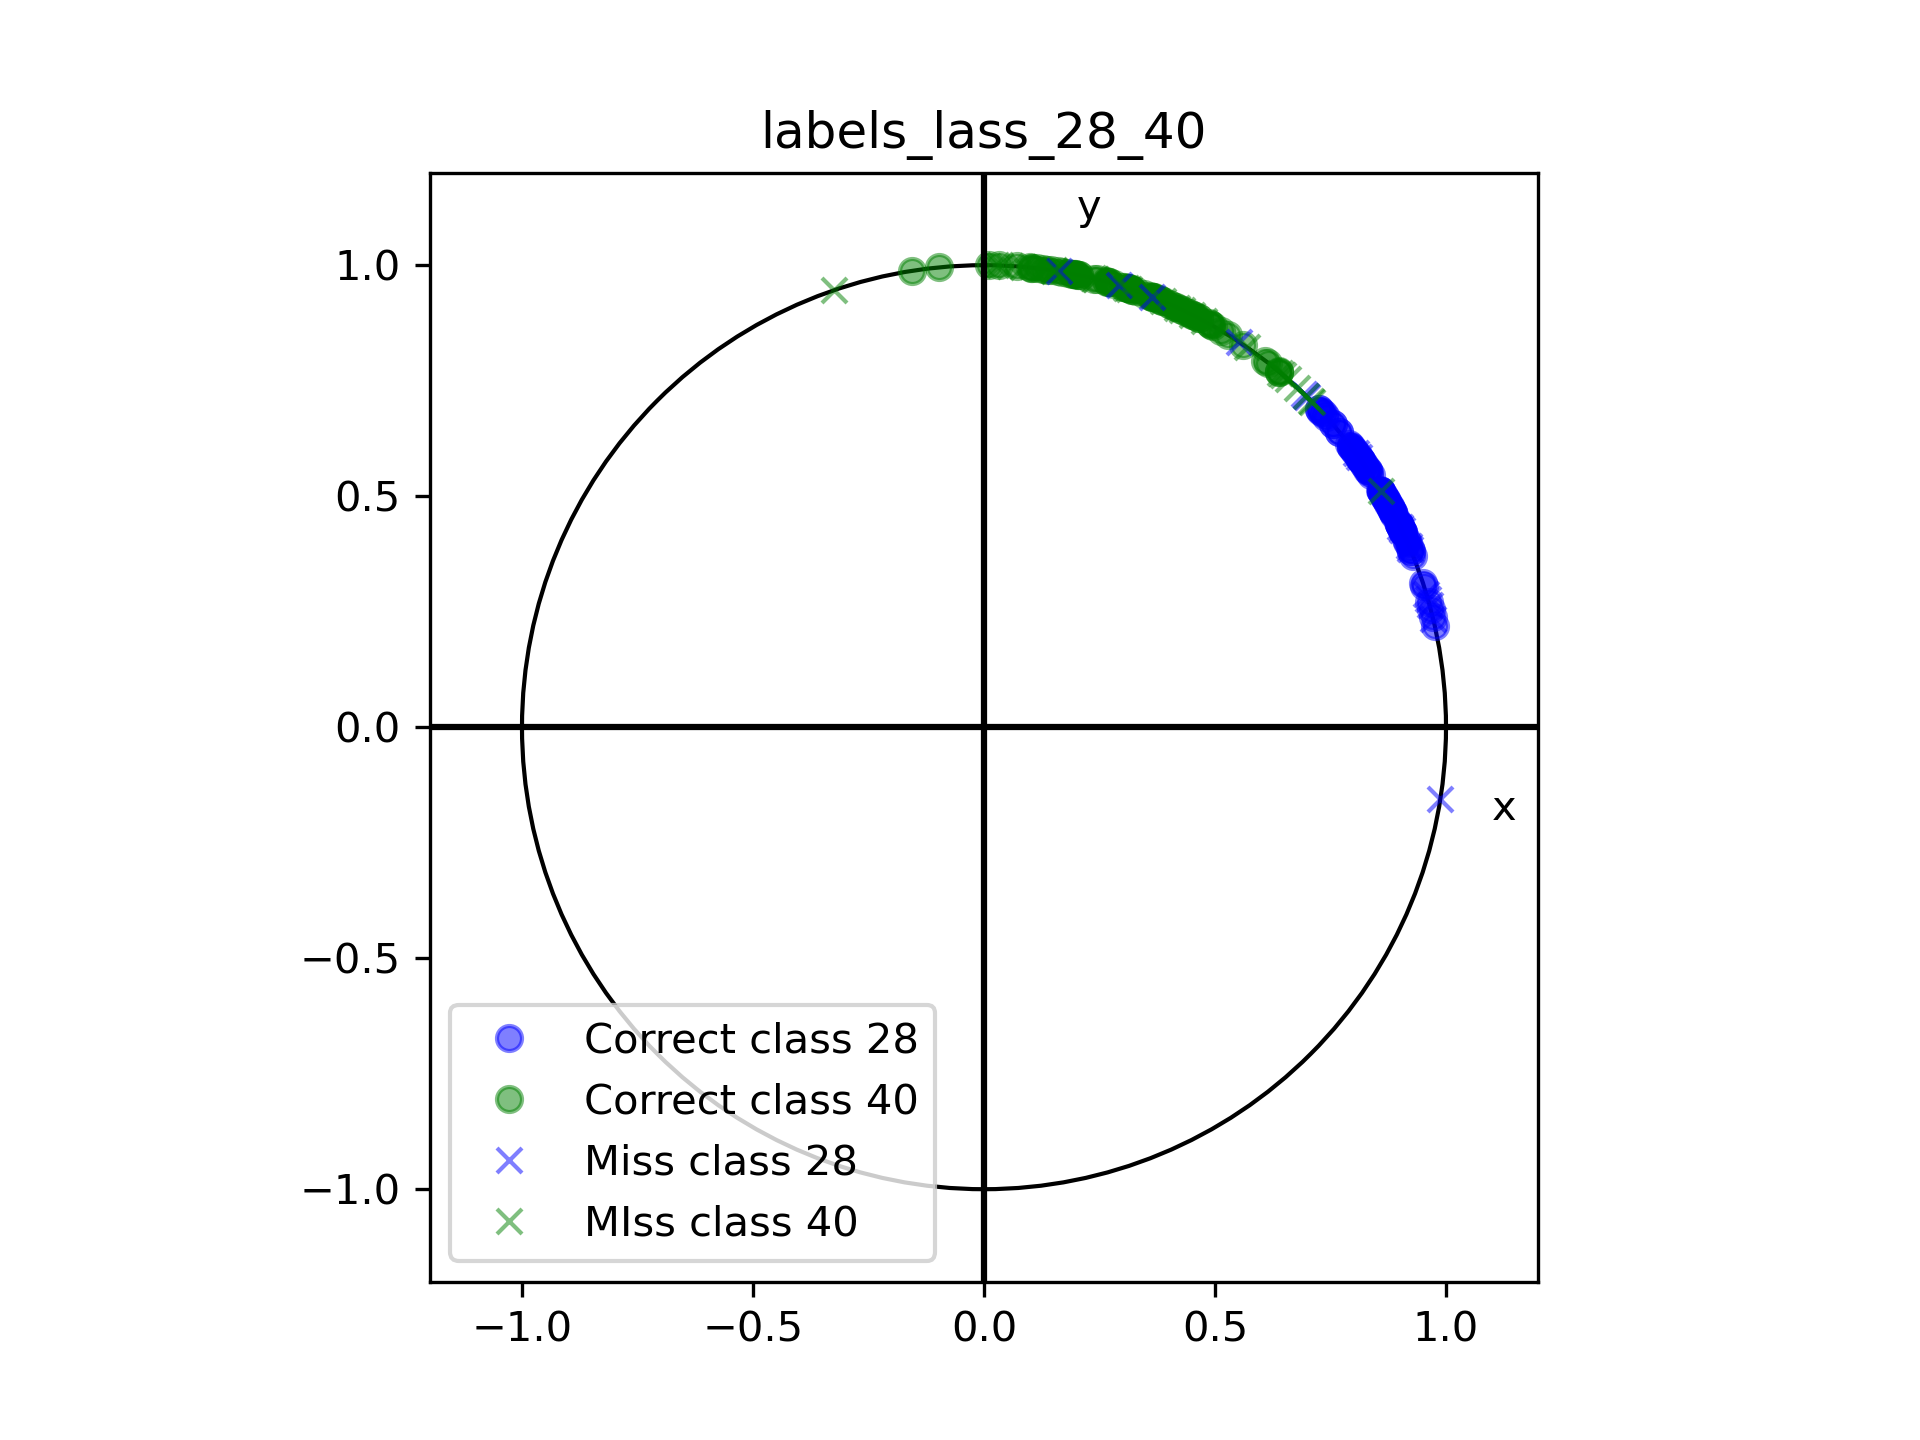 labels_lass_28_40
y
1.0
0.5
0.0
x
−0.5
−1.0
Correct class 28
Correct class 40
Miss class 28
MIss class 40
−1.0 −0.5 0.0 0.5 1.0